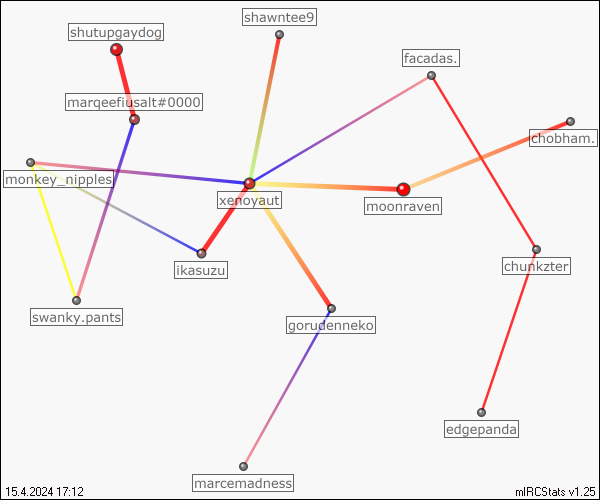 shawntee9
shutupgaydog
facadas.
marqeefiusalt#0000
chobham.
monkey_nipples
xenoyaut
moonraven
ikasuzu
chunkzter
swanky.pants
gorudenneko
edgepanda
marcemadness
15.4.2024 17:12
mIRCStats v1.25